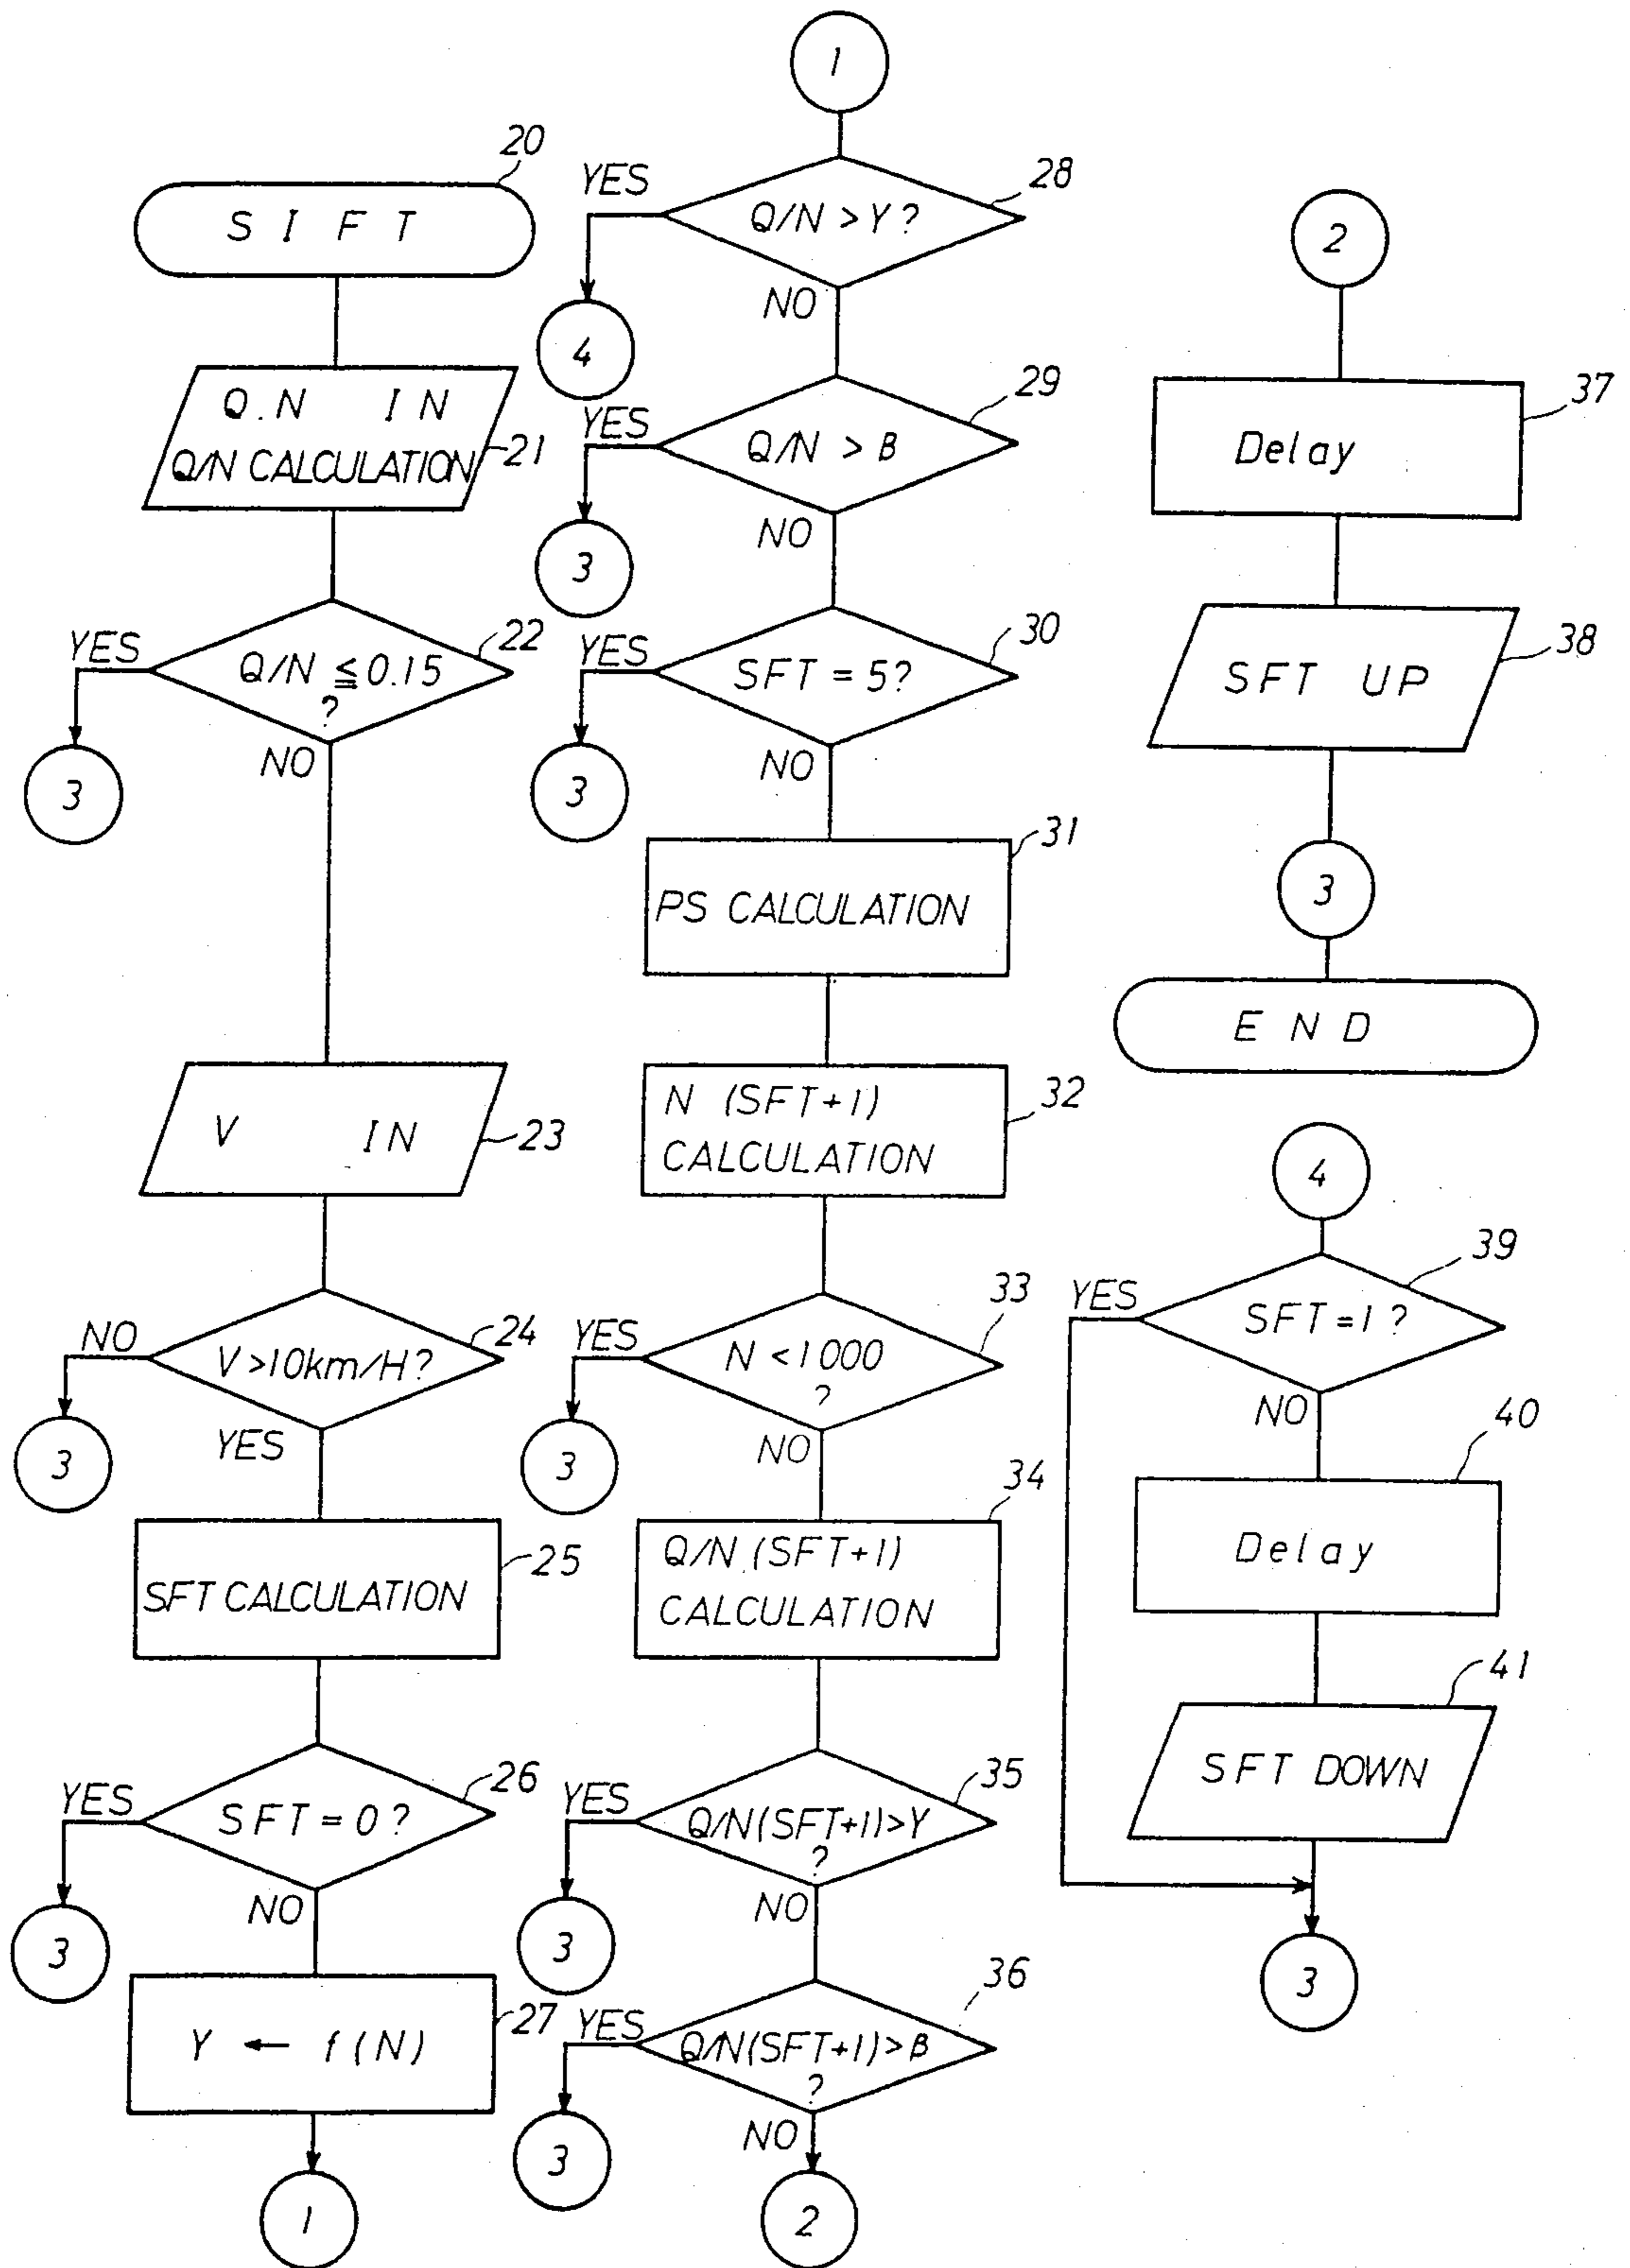 20
S I F T
Q.N IN
Q/N CALCULATION
21
YES
Q/N ≦ 0.15
?
22
NO
3
V IN
23
NO
V>10km/H?
24
3
YES
SFT CALCULATION
25
YES
SFT = 0?
26
3
NO
Y ← f(N)
27
1
1
YES
Q/N > Y?
28
4
NO
YES
Q/N > B
29
3
NO
YES
SFT = 5?
30
3
NO
31
PS CALCULATION
N (SFT+1)
CALCULATION
32
YES
N < 1000
?
33
3
NO
34
Q/N (SFT+1)
CALCULATION
YES
Q/N(SFT+1)>Y
?
35
3
NO
YES
Q/N(SFT+1)>B
?
36
3
NO
2
2
37
Delay
38
SFT UP
3
E N D
4
39
YES
SFT=1?
NO
40
Delay
41
SFT DOWN
3